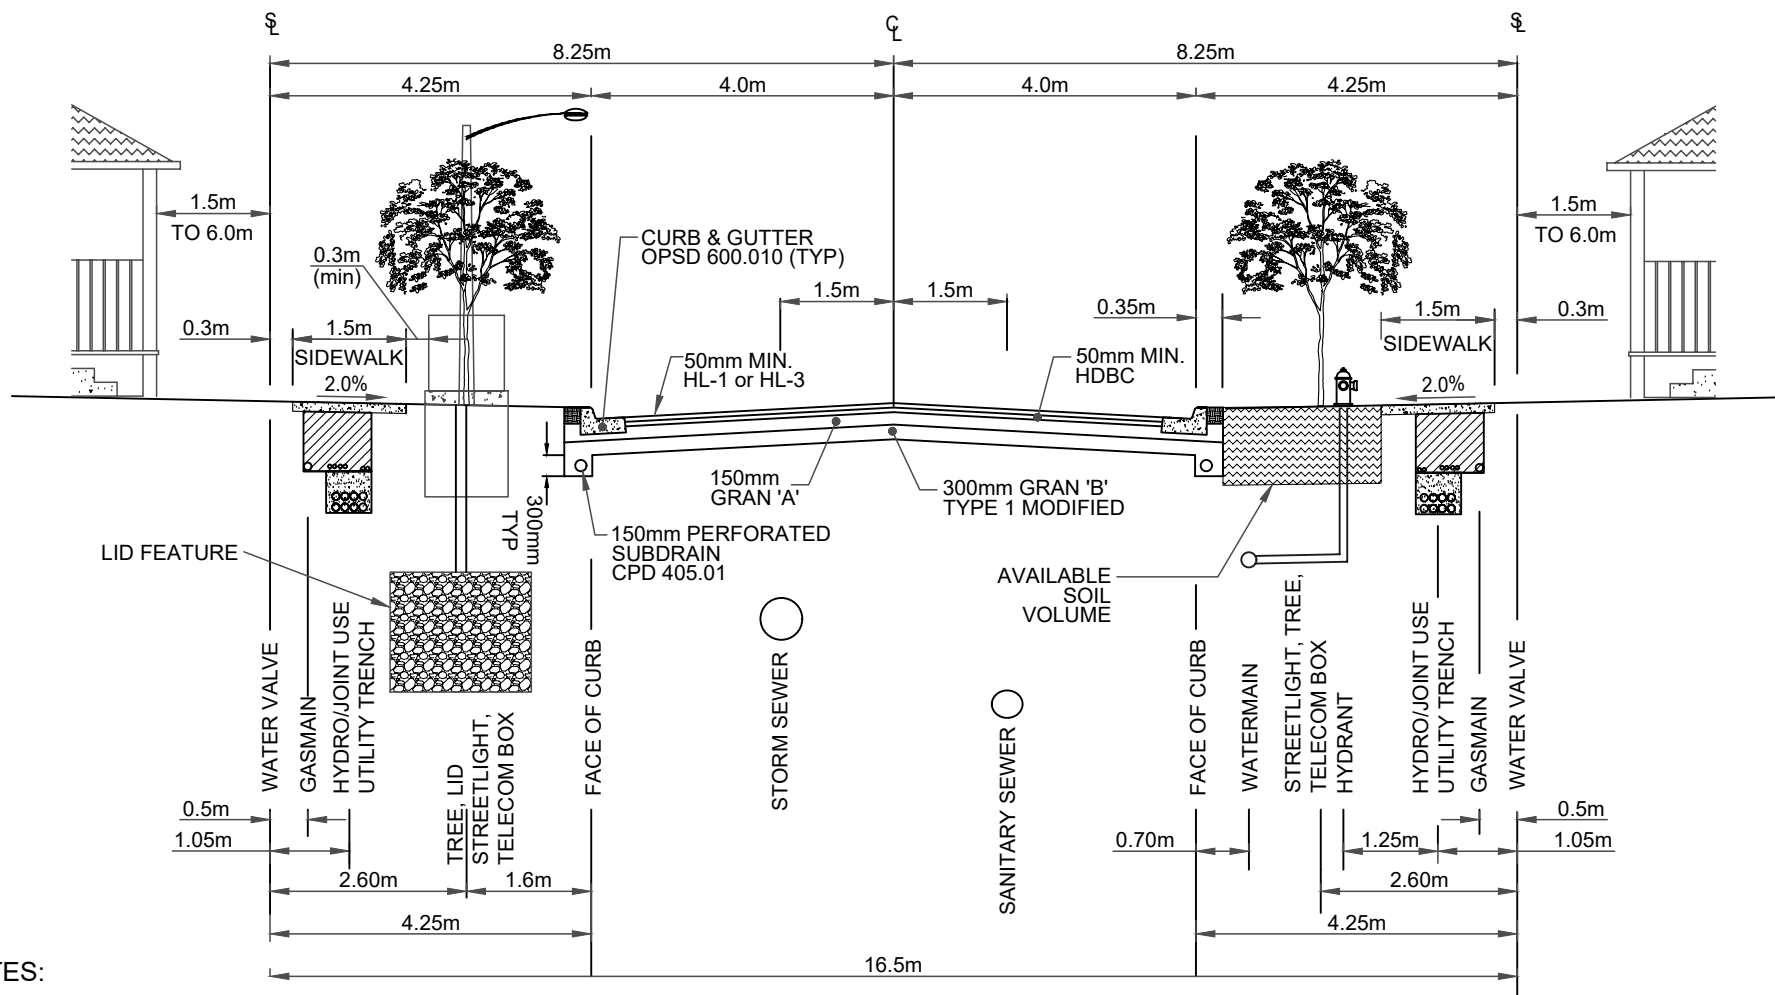 ℄
8.25m
8.25m
4.25m
4.0m
4.0m
4.25m
1.5m
TO 6.0m
1.5m
TO 6.0m
0.3m
(min)
CURB & GUTTER
OPSD 600.010 (TYP)
1.5m
1.5m
0.35m
0.3m
1.5m
SIDEWALK
2.0%
50mm MIN.
HL-1 or HL-3
50mm MIN.
HDBC
1.5m
SIDEWALK
2.0%
0.3m
150mm
GRAN 'A'
300mm GRAN 'B'
TYPE 1 MODIFIED
300mm
TYP
150mm PERFORATED
SUBDRAIN
CPD 405.01
LID FEATURE
AVAILABLE
SOIL
VOLUME
WATER VALVE
GASMAIN
HYDRO/JOINT USE
UTILITY TRENCH
TREE, LID
STREETLIGHT,
TELECOM BOX
FACE OF CURB
STORM SEWER
SANITARY SEWER
FACE OF CURB
WATERMAIN
STREETLIGHT, TREE,
TELECOM BOX
HYDRANT
HYDRO/JOINT USE
UTILITY TRENCH
GASMAIN
WATER VALVE
0.5m
1.05m
2.60m
1.6m
4.25m
0.70m
1.25m
0.5m
1.05m
2.60m
4.25m
16.5m
TES: